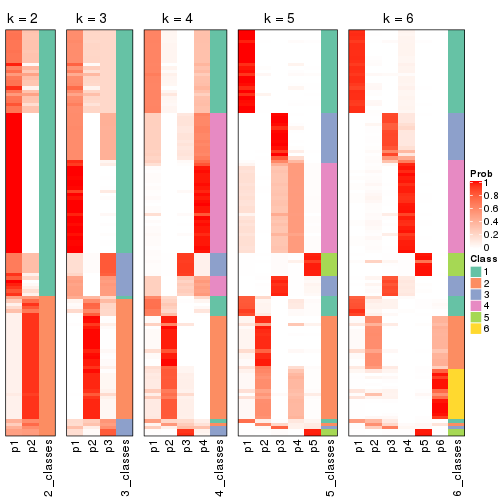 k = 2
k = 3
k = 4
k = 5
k = 6
Prob
1
0.8
0.6
0.4
0.2
0
Class
1
2
3
4
5
6
p1
p2
2_classes
p1
p2
p3
3_classes
p1
p2
p3
p4
4_classes
p1
p2
p3
p4
p5
5_classes
p1
p2
p3
p4
p5
p6
6_classes